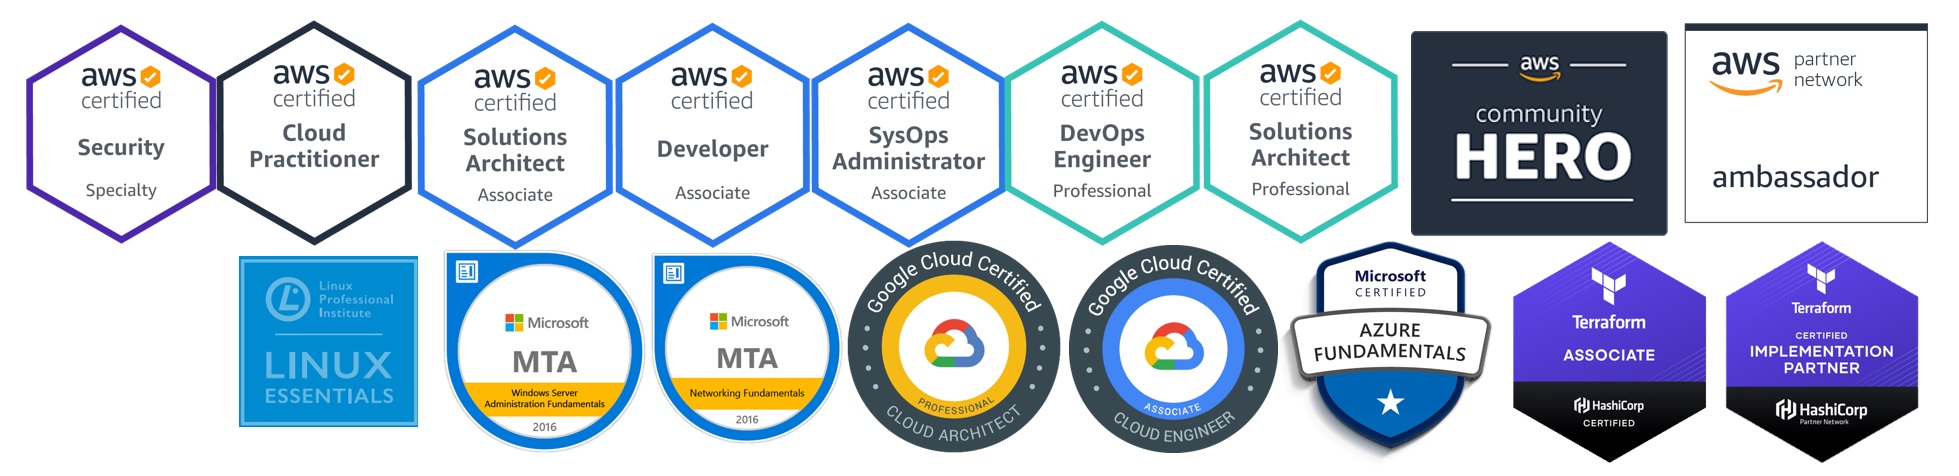 aws
certified
Security
Specialty
aws
certified
Cloud
Practitioner
aws
certified
Solutions
Architect
Associate
aws
certified
Developer
Associate
aws
certified
SysOps
Administrator
Associate
aws
certified
DevOps
Engineer
Professional
aws
certified
Solutions
Architect
Professional
aws
community
HERO
aws partner
network
ambassador
Linux
Professional
Institute
LINUX
ESSENTIALS
Microsoft
MTA
Windows Server
Administration Fundamentals
2016
Microsoft
MTA
Networking Fundamentals
2016
Google Cloud Certified
PROFESSIONAL
CLOUD ARCHITECT
Google Cloud Certified
ASSOCIATE
CLOUD ENGINEER
Microsoft
CERTIFIED
AZURE
FUNDAMENTALS
Terraform
ASSOCIATE
HashiCorp
CERTIFIED
Terraform
CERTIFIED
IMPLEMENTATION
PARTNER
HashiCorp
Partner Network